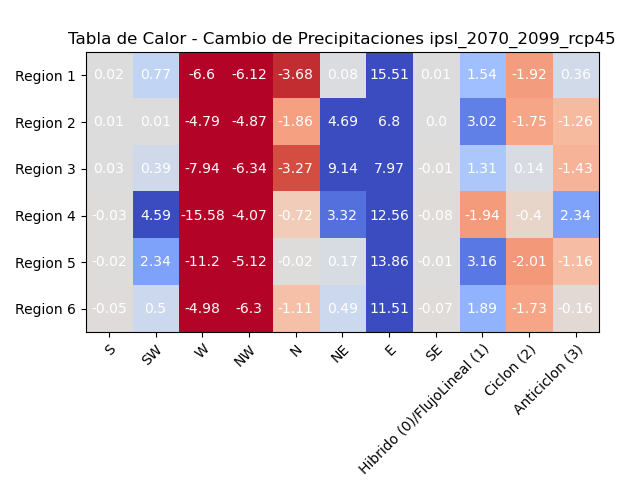 Tabla de Calor - Cambio de Precipitaciones ipsl_2070_2099_rcp45
Region 1 0.02 0.77 -6.6 -6.12 -3.68 0.08 15.51 0.01 1.54 -1.92 0.36
Region 2 0.01 0.01 -4.79 -4.87 -1.86 4.69 6.8 0.0 3.02 -1.75 -1.26
Region 3 0.03 0.39 -7.94 -6.34 -3.27 9.14 7.97 -0.01 1.31 0.14 -1.43
Region 4 -0.03 4.59 -15.58 -4.07 -0.72 3.32 12.56 -0.08 -1.94 -0.4 2.34
Region 5 -0.02 2.34 -11.2 -5.12 -0.02 0.17 13.86 -0.01 3.16 -2.01 -1.16
Region 6 -0.05 0.5 -4.98 -6.3 -1.11 0.49 11.51 -0.07 1.89 -1.73 -0.16
S SW W NW N NE E SE Hibrido (0)/FlujoLineal (1) Ciclon (2) Anticiclon (3)